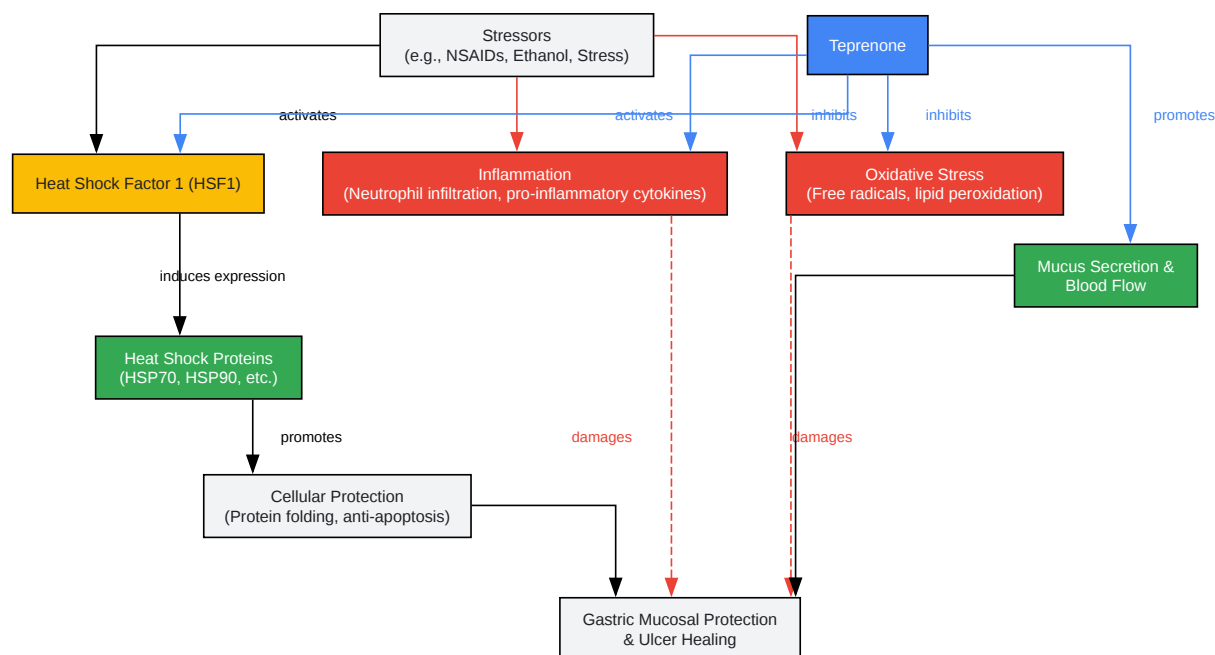 Stressors
(e.g., NSAIDs, Ethanol, Stress)
Teprenone
activates
activates
inhibits
inhibits
promotes
Heat Shock Factor 1 (HSF1)
Inflammation
(Neutrophil infiltration, pro-inflammatory cytokines)
Oxidative Stress
(Free radicals, lipid peroxidation)
Mucus Secretion &
Blood Flow
induces expression
Heat Shock Proteins
(HSP70, HSP90, etc.)
promotes
damages
damages
Cellular Protection
(Protein folding, anti-apoptosis)
Gastric Mucosal Protection
& Ulcer Healing